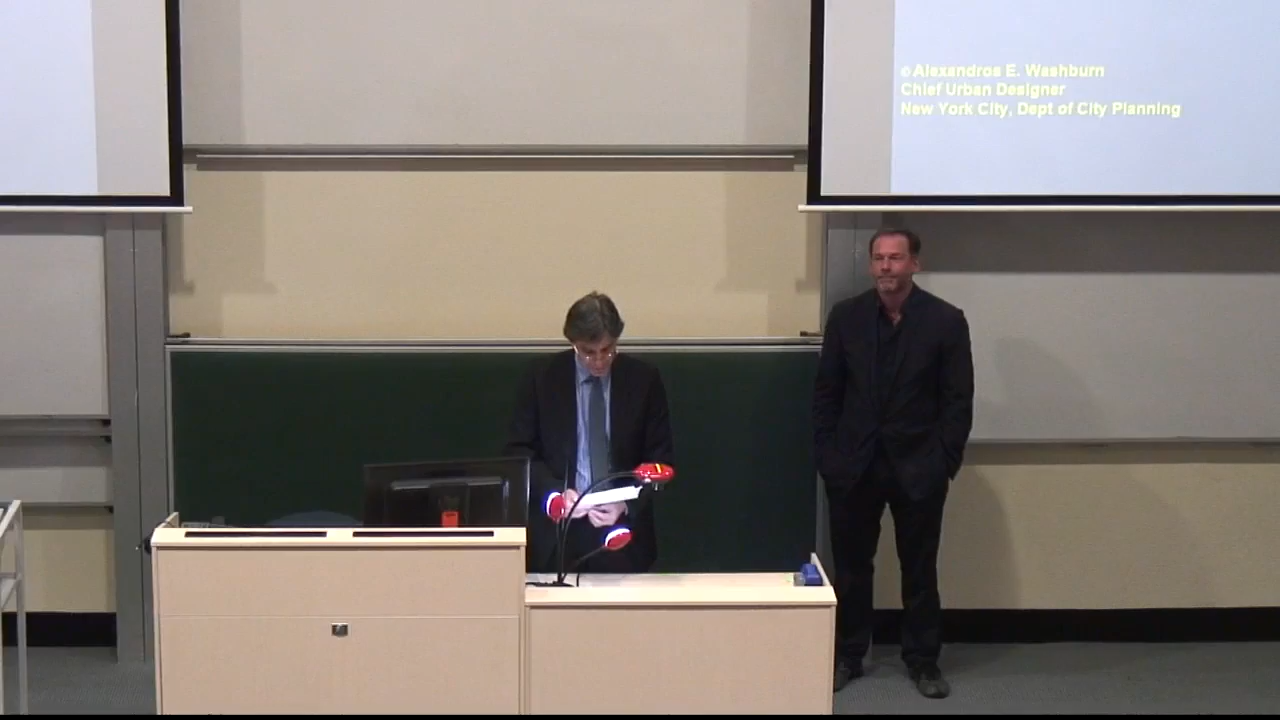 © Alexandros E. Washburn
Chief Urban Designer
New York City, Dept of City Planning